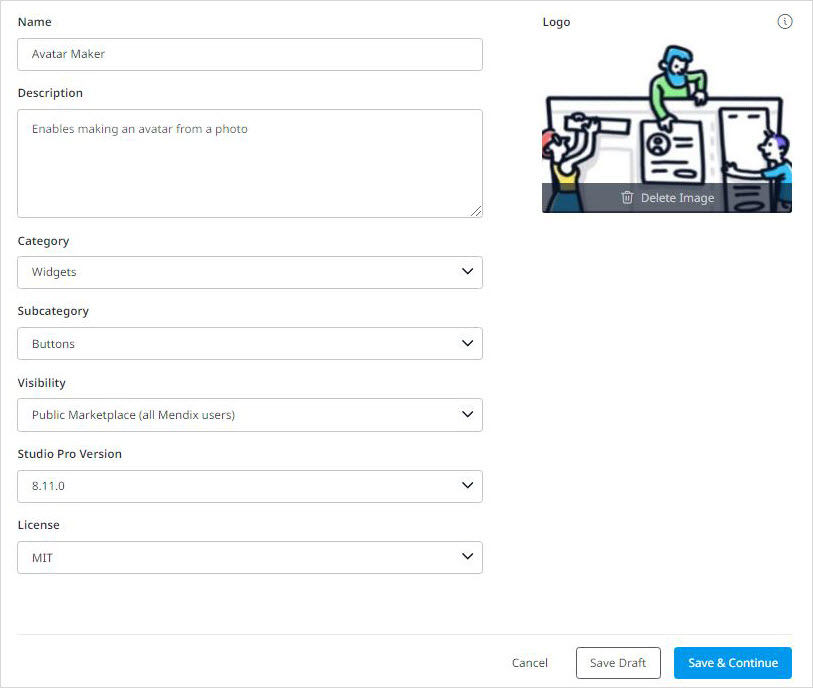 Name
Logo
Avatar Maker
Description
Enables making an avatar from a photo
Delete Image
Category
Widgets
Subcategory
Buttons
Visibility
Public Marketplace (all Mendix users)
Studio Pro Version
8.11.0
License
MIT
Cancel
Save Draft
Save & Continue